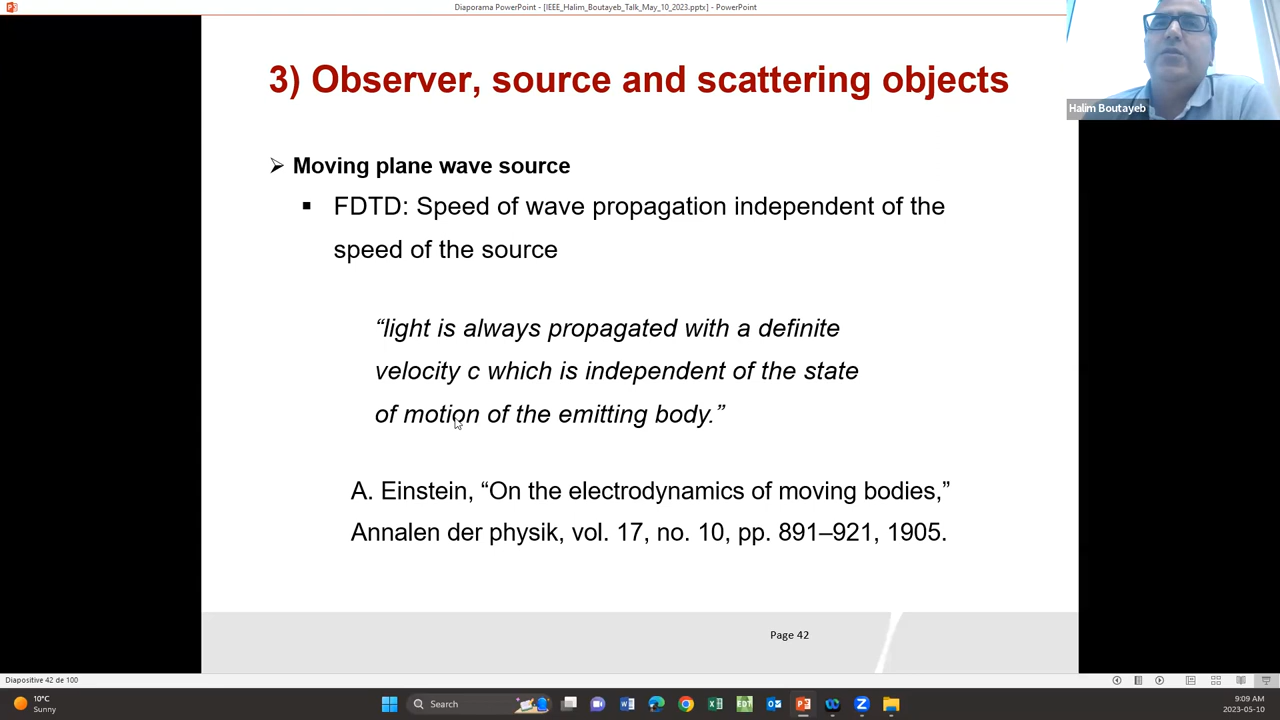 Diaporama PowerPoint - [IEEE_Halim_Boutayeb_Talk_May_10_2023.pptx] - PowerPoint
3) Observer, source and scattering objects
Halim Boutayeb
Moving plane wave source
FDTD: Speed of wave propagation independent of the
speed of the source
“light is always propagated with a definite
velocity c which is independent of the state
of motion of the emitting body.”
A. Einstein, “On the electrodynamics of moving bodies,”
Annalen der physik, vol. 17, no. 10, pp. 891–921, 1905.
Page 42
Diapositive 42 de 100
10°C
Sunny
Search
EDT
9:09 AM
2023-05-10